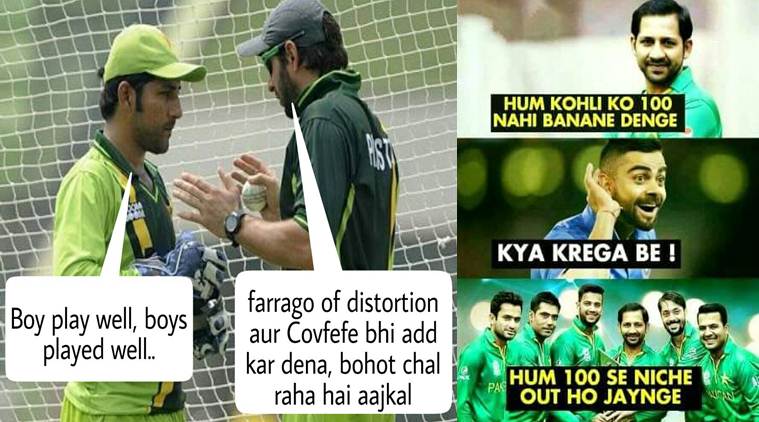 Boy play well, boys
played well..
farrago of distortion
aur Covfefe bhi add
kar dena, bohot chal
raha hai aajkal
HUM KOHLI KO 100
NAHI BANANE DENGE
KYA KREGA BE !
HUM 100 SE NICHE
OUT HO JAYNGE